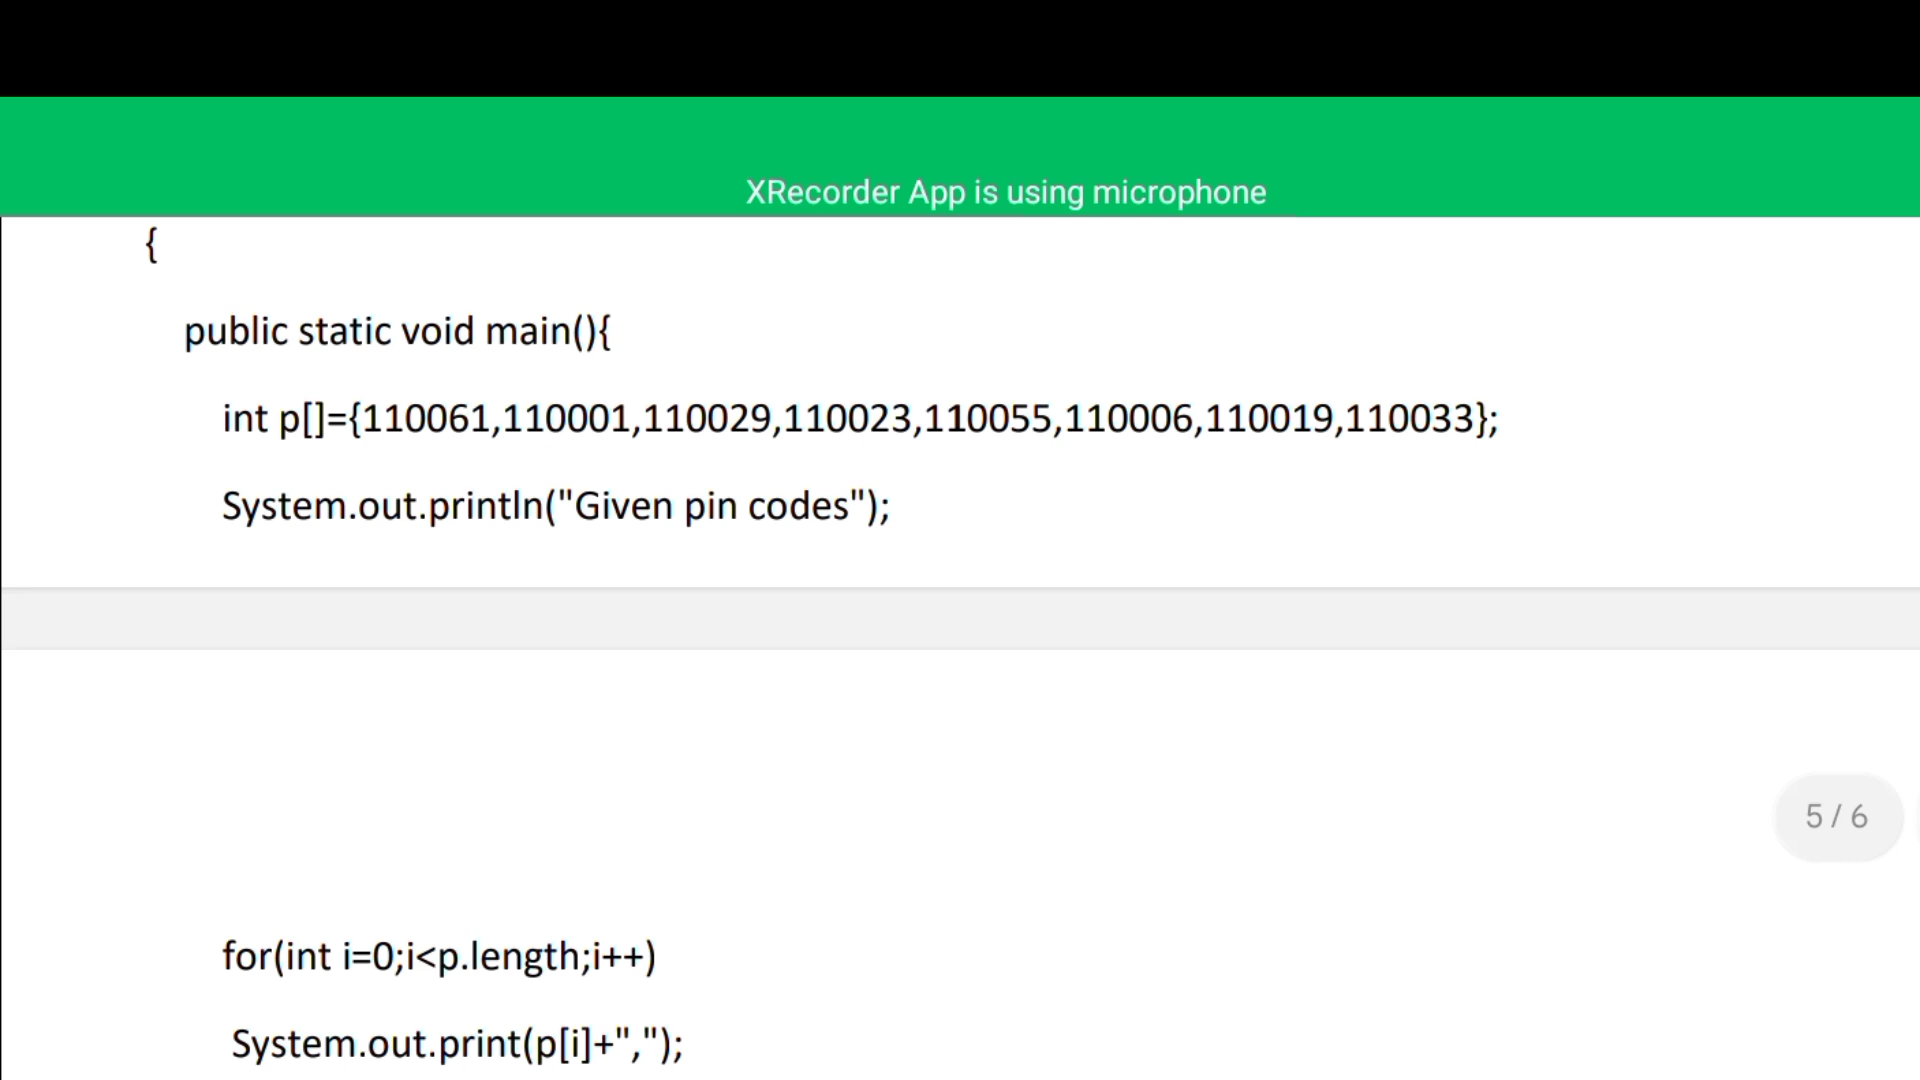 XRecorder App is using microphone
{
public static void main(){
int p[]={110061,110001,110029,110023,110055,110006,110019,110033};
System.out.println("Given pin codes");
5 / 6
for(int i=0;i<p.length;i++)
System.out.print(p[i]+",");